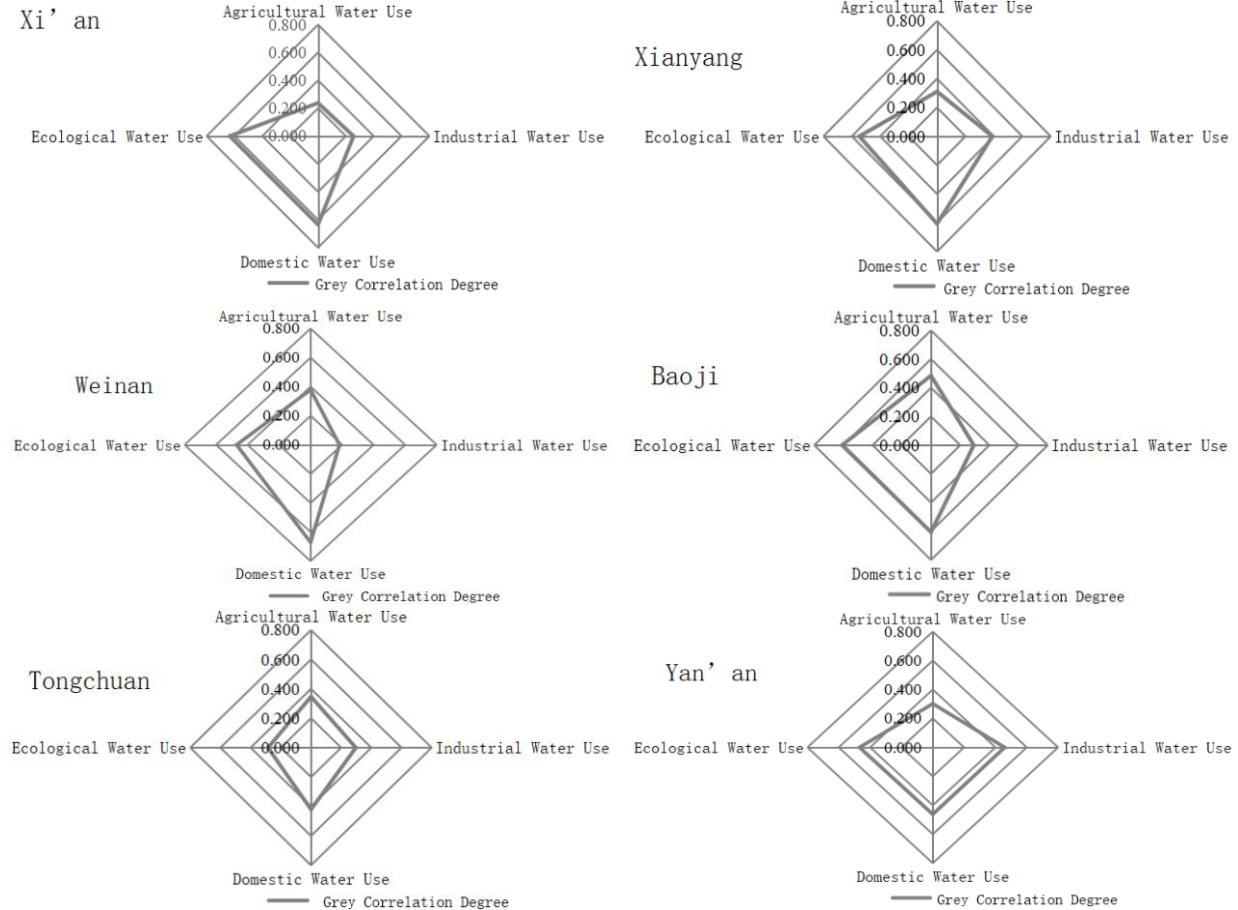 Xi’an
Agricultural Water Use
0.800
0.600
0.400
0.200
0.000
Ecological Water Use
Industrial Water Use
Domestic Water Use
Grey Correlation Degree
Xianyang
Agricultural Water Use
0.800
0.600
0.400
0.200
0.000
Ecological Water Use
Industrial Water Use
Domestic Water Use
Grey Correlation Degree
Weinan
Agricultural Water Use
0.800
0.600
0.400
0.200
0.000
Ecological Water Use
Industrial Water Use
Domestic Water Use
Grey Correlation Degree
Baoji
Agricultural Water Use
0.800
0.600
0.400
0.200
0.000
Ecological Water Use
Industrial Water Use
Domestic Water Use
Grey Correlation Degree
Tongchuan
Agricultural Water Use
0.800
0.600
0.400
0.200
0.000
Ecological Water Use
Industrial Water Use
Domestic Water Use
Grey Correlation Degree
Yan’an
Agricultural Water Use
0.800
0.600
0.400
0.200
0.000
Ecological Water Use
Industrial Water Use
Domestic Water Use
Grey Correlation Degree